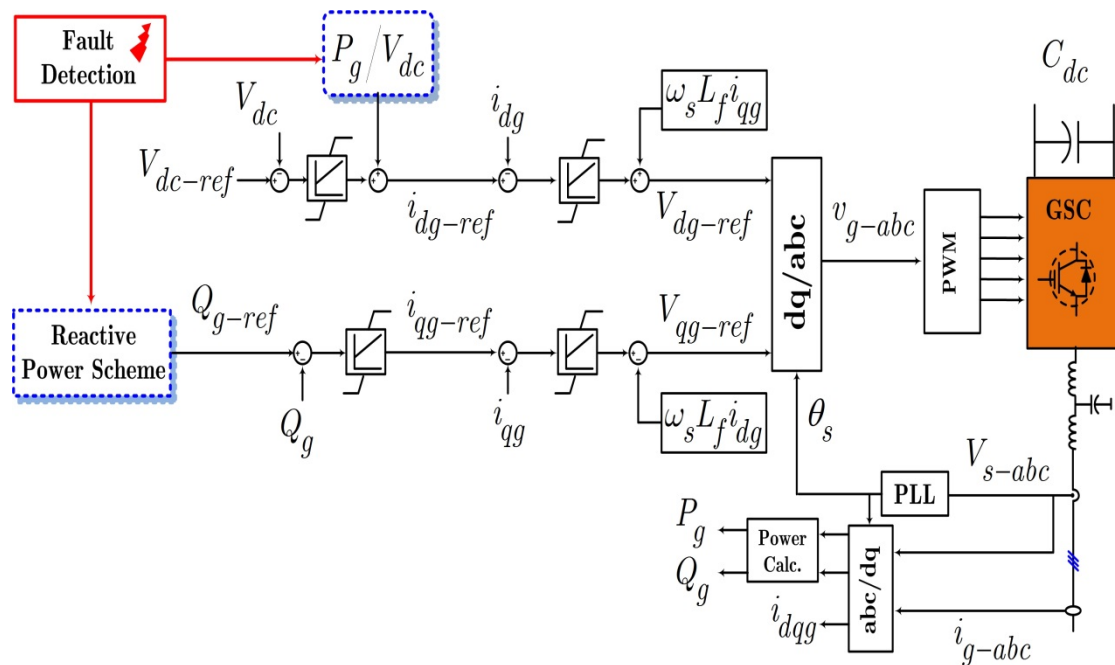 Fault
Detection
P_g/V_dc
C_dc
V_dc
i_dg
ω_s L_f i_qg
V_dc-ref
i_dg-ref
V_dg-ref
GSC
dq/abc
v_g-abc
PWM
Reactive
Power Scheme
Q_g-ref
i_qg-ref
V_qg-ref
Q_g
i_qg
ω_s L_f i_dg
θ_s
V_s-abc
PLL
P_g
Power
Calc.
Q_g
abc/dq
i_dqg
i_g-abc